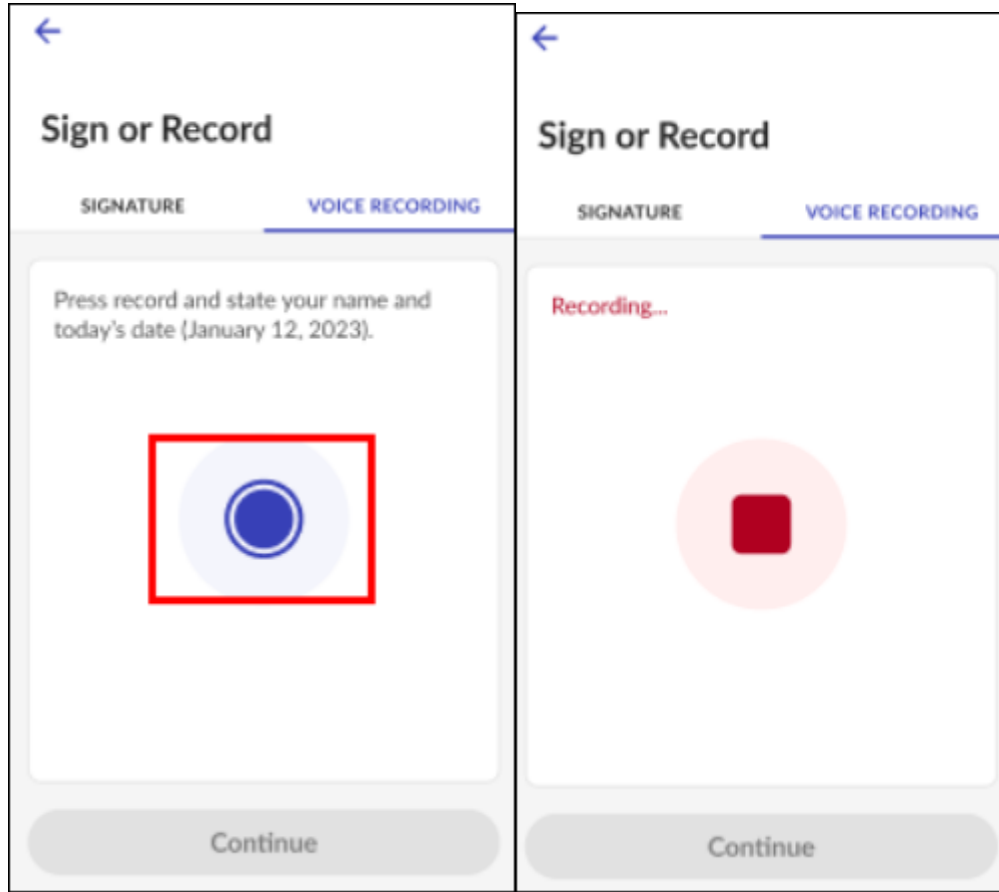 Sign or Record
SIGNATURE VOICE RECORDING
Press record and state your name and
today's date (January 12, 2023).
Continue
Sign or Record
SIGNATURE VOICE RECORDING
Recording...
Continue